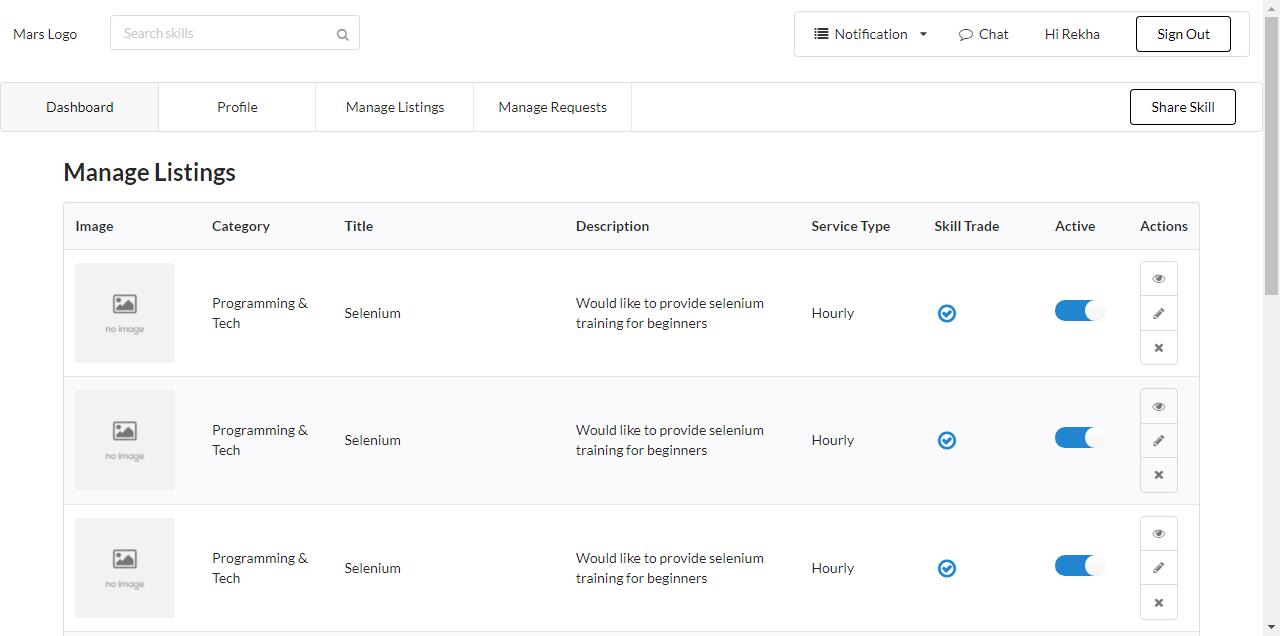 Mars Logo
Search skills
Notification
Chat
Hi Rekha
Sign Out
Dashboard
Profile
Manage Listings
Manage Requests
Share Skill
Manage Listings
Image
Category
Title
Description
Service Type
Skill Trade
Active
Actions
no image
Programming &
Tech
Selenium
Would like to provide selenium
training for beginners
Hourly
no image
Programming &
Tech
Selenium
Would like to provide selenium
training for beginners
Hourly
no image
Programming &
Tech
Selenium
Would like to provide selenium
training for beginners
Hourly